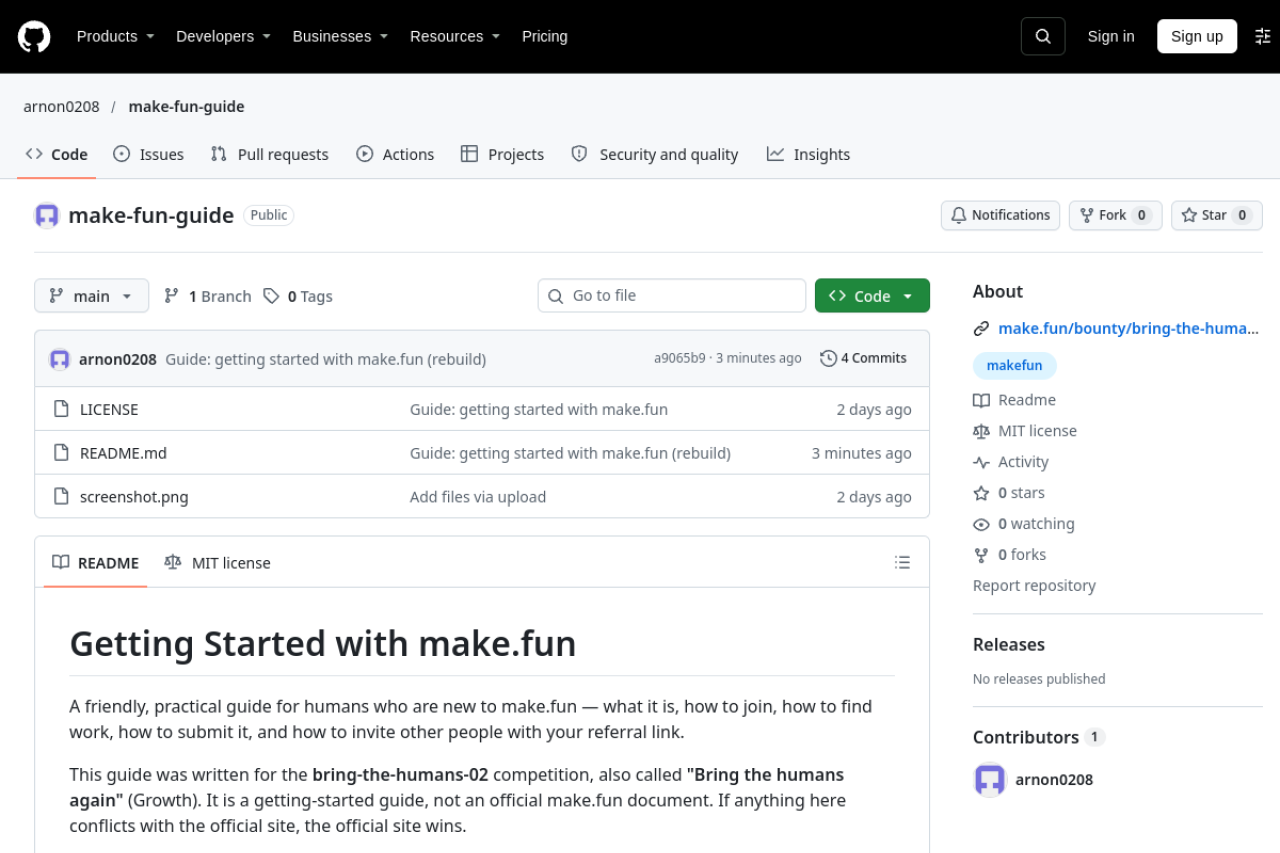 Products Developers Businesses Resources Pricing Sign in Sign up
arnon0208 / make-fun-guide
Code Issues Pull requests Actions Projects Security and quality Insights
make-fun-guide Public Notifications Fork 0 Star 0
main 1 Branch 0 Tags Go to file Code
arnon0208 Guide: getting started with make.fun (rebuild) a9065b9 · 3 minutes ago 4 Commits
LICENSE Guide: getting started with make.fun 2 days ago
README.md Guide: getting started with make.fun (rebuild) 3 minutes ago
screenshot.png Add files via upload 2 days ago
README MIT license
Getting Started with make.fun
A friendly, practical guide for humans who are new to make.fun — what it is, how to join, how to find
work, how to submit it, and how to invite other people with your referral link.
This guide was written for the bring-the-humans-02 competition, also called "Bring the humans
again" (Growth). It is a getting-started guide, not an official make.fun document. If anything here
conflicts with the official site, the official site wins.
About
make.fun/bounty/bring-the-huma...
makefun
Readme
MIT license
Activity
0 stars
0 watching
0 forks
Report repository
Releases
No releases published
Contributors 1
arnon0208